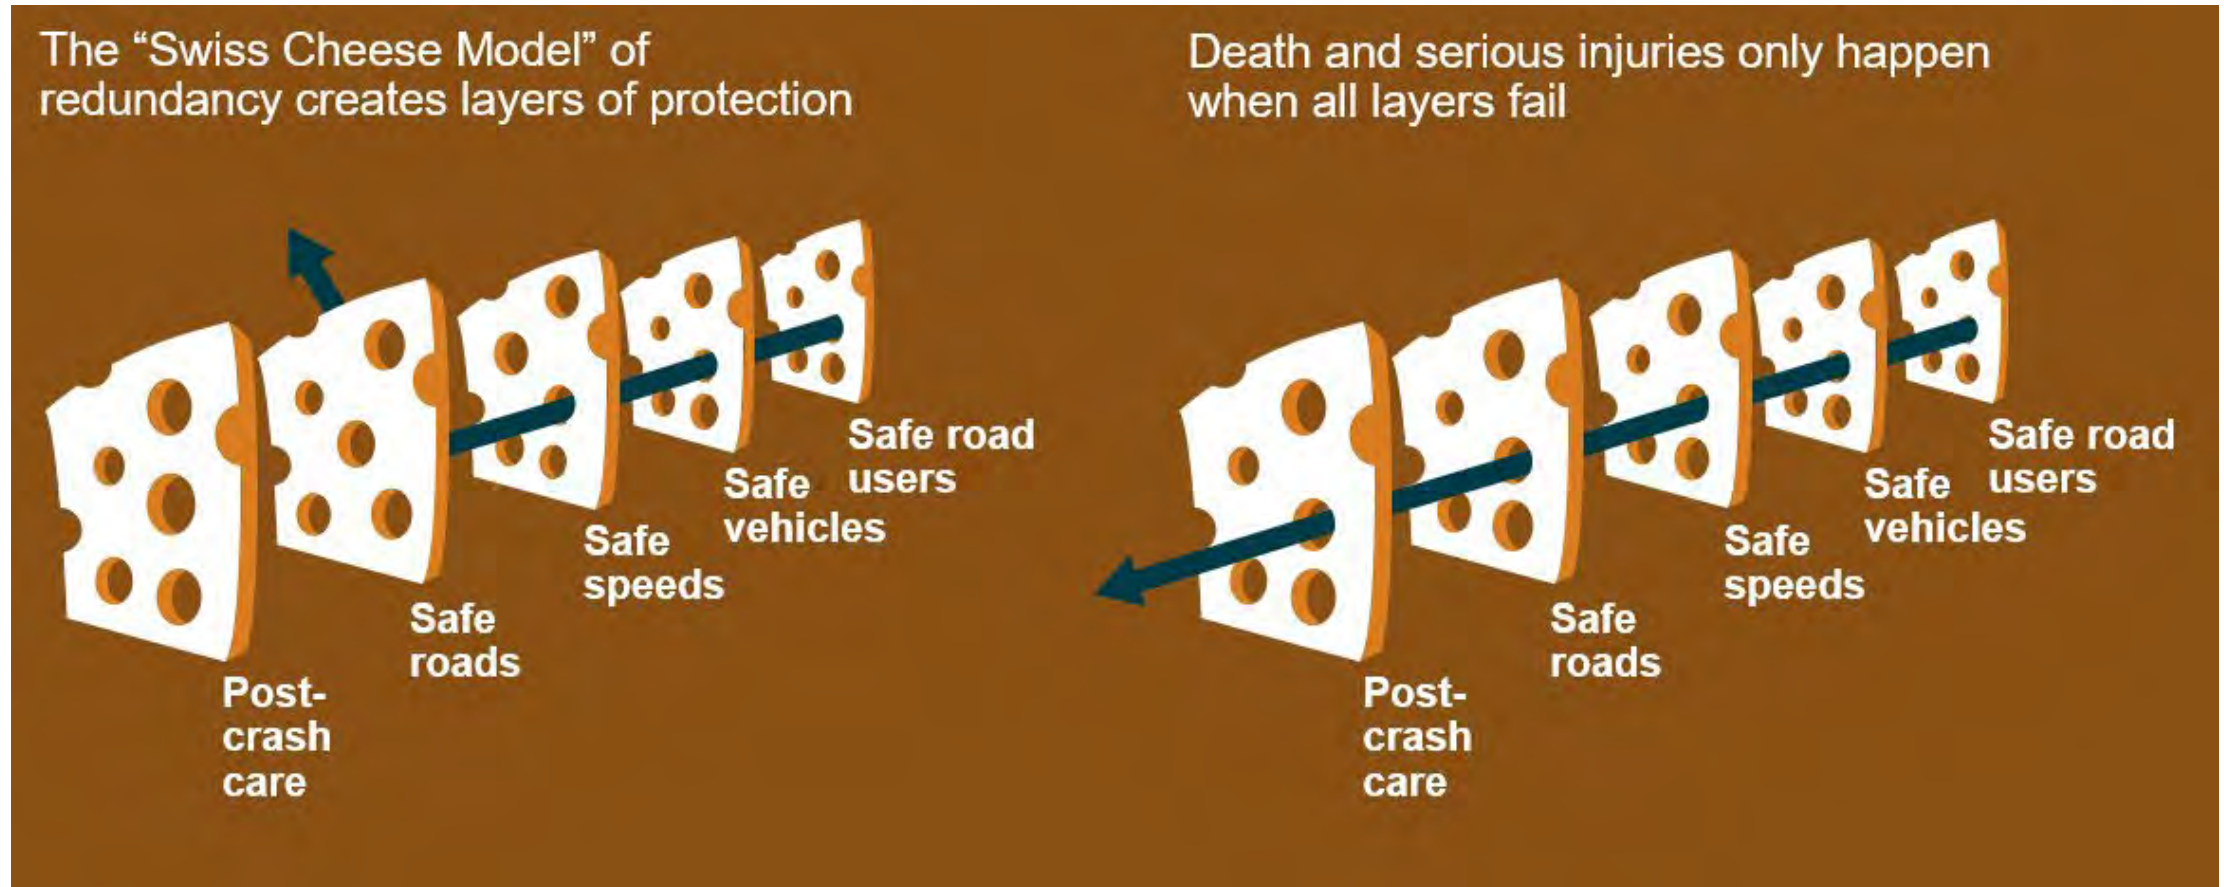 The “Swiss Cheese Model” of
redundancy creates layers of protection
Safe road
users
Safe
vehicles
Safe
speeds
Safe
roads
Post-
crash
care
Death and serious injuries only happen
when all layers fail
Safe road
users
Safe
vehicles
Safe
speeds
Safe
roads
Post-
crash
care